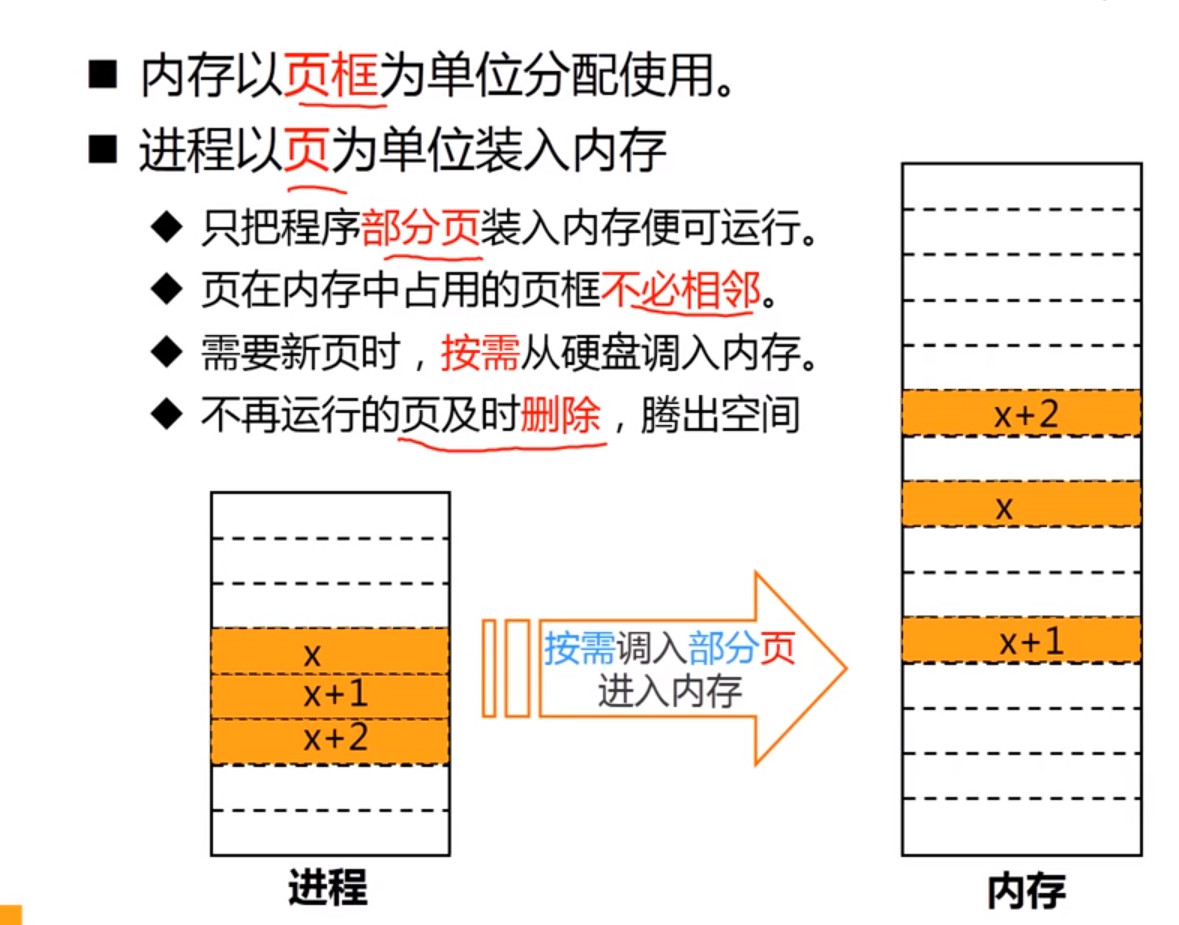 内存以页框为单位分配使用。
进程以页为单位装入内存
只把程序部分页装入内存便可运行。
页在内存中占用的页框不必相邻。
需要新页时，按需从硬盘调入内存。
不再运行的页及时删除，腾出空间
x
x+1
x+2
进程
按需调入部分页
进入内存
x+2
x
x+1
内存